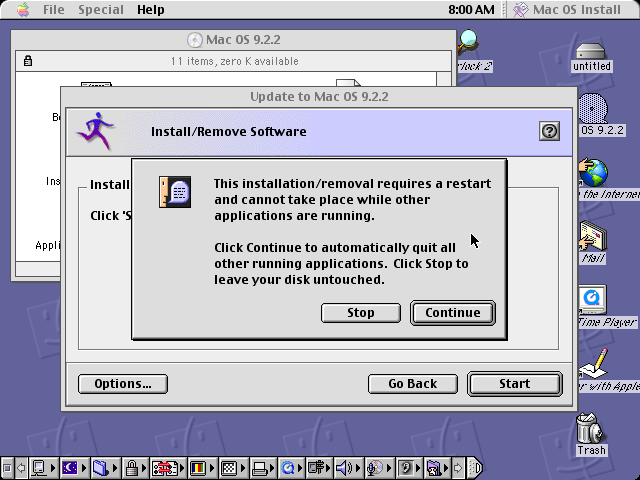 File Special Help 8:00 AM Mac OS Install
Mac OS 9.2.2
11 items, zero K available
rlock 2
untitled
OS 9.2.2
Update to Mac OS 9.2.2
Install/Remove Software
Install
Click 'S
Applic
This installation/removal requires a restart
and cannot take place while other
applications are running.
Click Continue to automatically quit all
other running applications. Click Stop to
leave your disk untouched.
Stop Continue
Options... Go Back Start
the Internet
Mail
Time Player
r with Apple
Trash